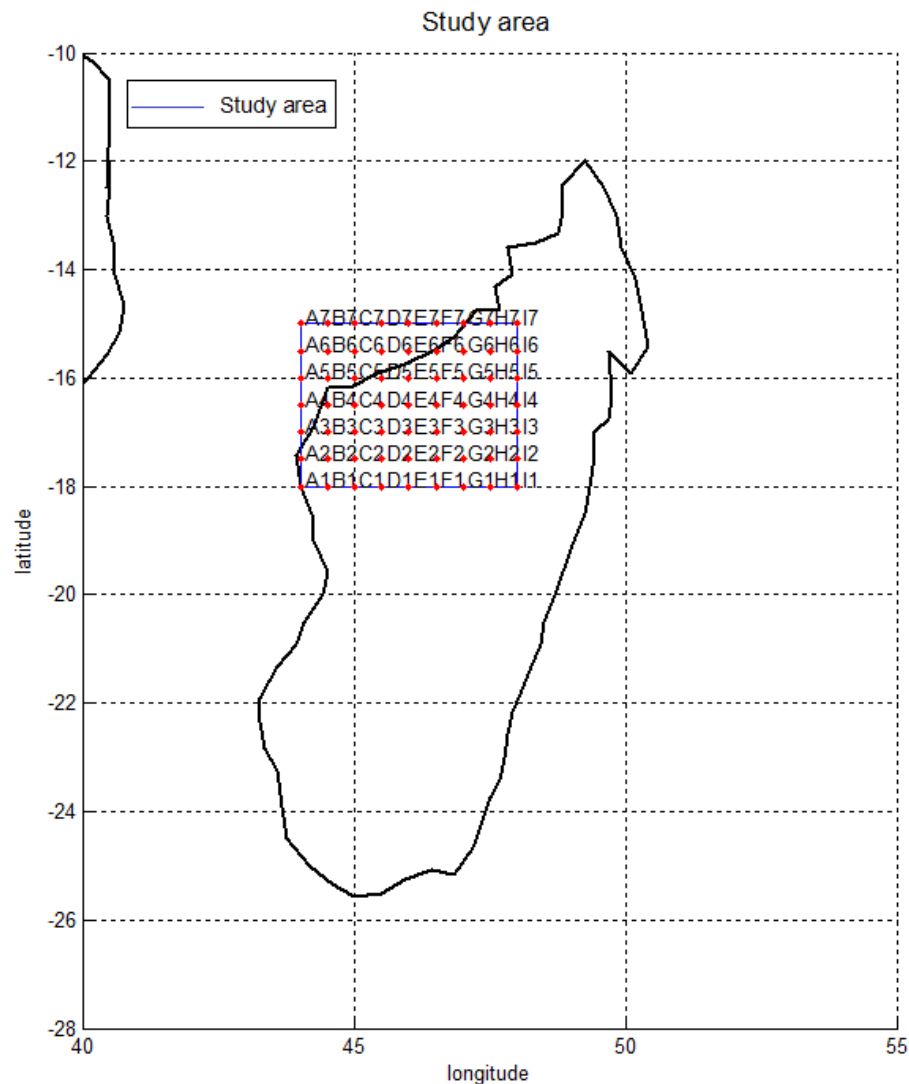 Study area
-10
Study area
-12
-14
A7B7C7D7E7F7G7H7I7
A6B6C6D6E6F6G6H6I6
A5B5C5D5E5F5G5H5I5
-16
A4B4C4D4E4F4G4H4I4
A3B3C3D3E3F3G3H3I3
A2B2C2D2E2F2G2H2I2
A1B1C1D1E1F1G1H1I1
-18
latitude
-20
-22
-24
-26
-28
40 45 50 55
longitude